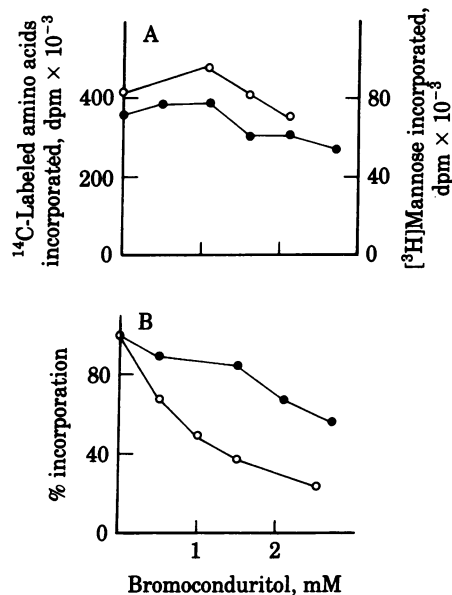 A
¹⁴C-Labeled amino acids
incorporated, dpm × 10⁻³
400
200
0
80
40
0
[³H]Mannose incorporated,
dpm × 10⁻³
B
% incorporation
80
40
0
1 2
Bromoconduritol, mM